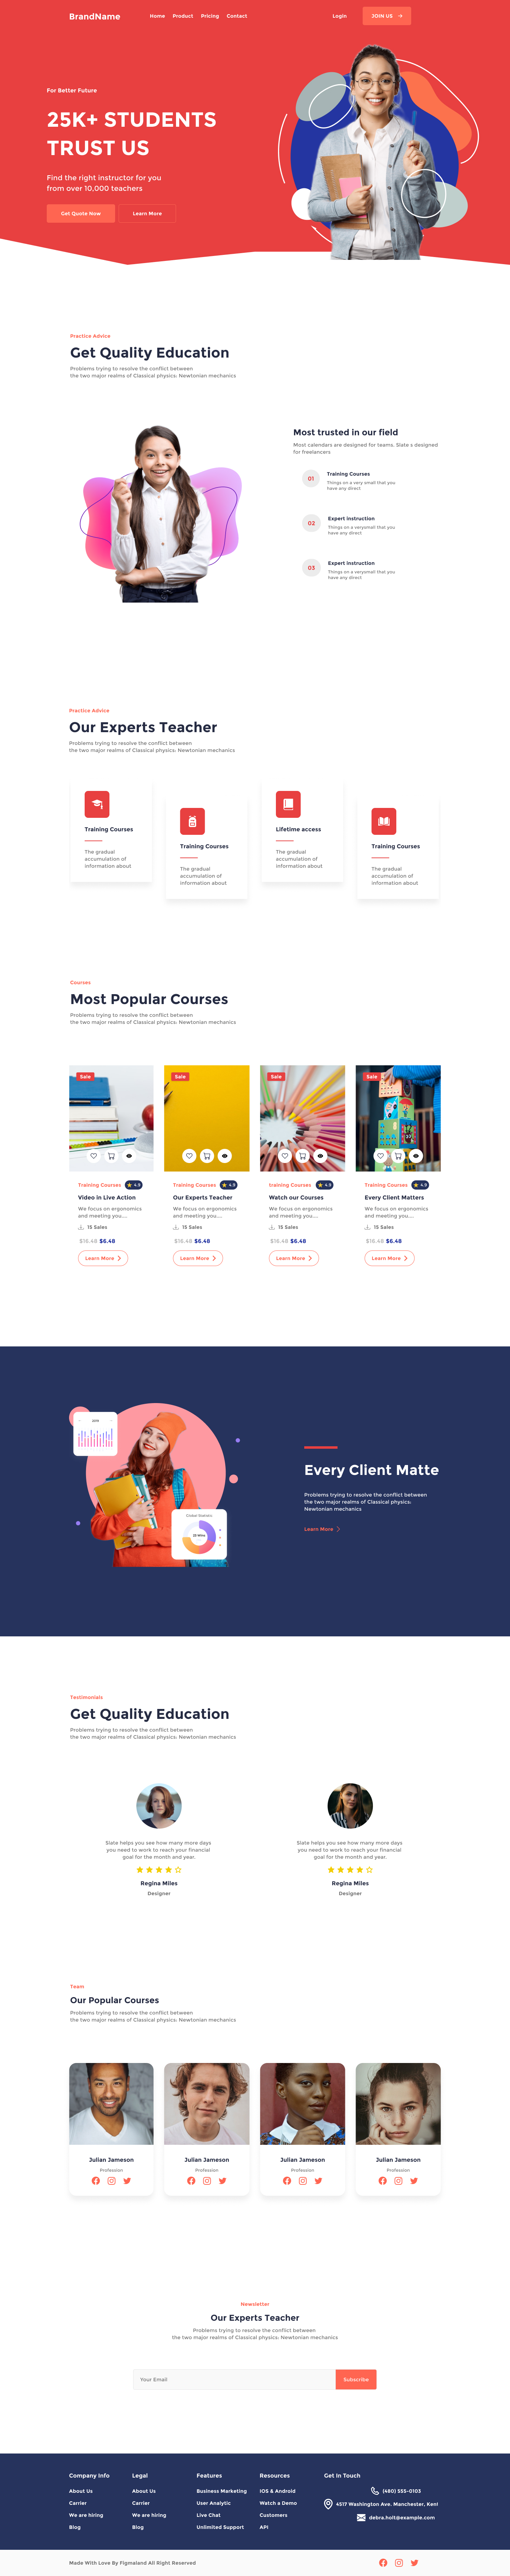 BrandName
Home
Product
Pricing
Contact
Login
JOIN US
For Better Future
25K+ STUDENTS
TRUST US
Find the right instructor for you
from over 10,000 teachers
Get Quote Now
Learn More
Practice Advice
Get Quality Education
Problems trying to resolve the conflict between
the two major realms of Classical physics: Newtonian mechanics
Most trusted in our field
Most calendars are designed for teams. Slate s designed
for freelancers
01
Training Courses
Things on a very small that you
have any direct
02
Expert instruction
Things on a verysmall that you
have any direct
03
Expert instruction
Things on a verysmall that you
have any direct
Practice Advice
Our Experts Teacher
Problems trying to resolve the conflict between
the two major realms of Classical physics: Newtonian mechanics
Training Courses
The gradual
accumulation of
information about
Training Courses
The gradual
accumulation of
information about
Lifetime access
The gradual
accumulation of
information about
Training Courses
The gradual
accumulation of
information about
Courses
Most Popular Courses
Problems trying to resolve the conflict between
the two major realms of Classical physics: Newtonian mechanics
Sale
Training Courses
4.9
Video in Live Action
We focus on ergonomics
and meeting you....
15 Sales
$16.48 $6.48
Learn More
Sale
Training Courses
4.9
Our Experts Teacher
We focus on ergonomics
and meeting you....
15 Sales
$16.48 $6.48
Learn More
Sale
training Courses
4.9
Watch our Courses
We focus on ergonomics
and meeting you....
15 Sales
$16.48 $6.48
Learn More
Sale
Training Courses
4.9
Every Client Matters
We focus on ergonomics
and meeting you....
15 Sales
$16.48 $6.48
Learn More
Every Client Matte
Problems trying to resolve the conflict between
the two major realms of Classical physics:
Newtonian mechanics
Learn More
Testimonials
Get Quality Education
Problems trying to resolve the conflict between
the two major realms of Classical physics: Newtonian mechanics
Slate helps you see how many more days
you need to work to reach your financial
goal for the month and year.
Regina Miles
Designer
Slate helps you see how many more days
you need to work to reach your financial
goal for the month and year.
Regina Miles
Designer
Team
Our Popular Courses
Problems trying to resolve the conflict between
the two major realms of Classical physics: Newtonian mechanics
Julian Jameson
Profession
Julian Jameson
Profession
Julian Jameson
Profession
Julian Jameson
Profession
Newsletter
Our Experts Teacher
Problems trying to resolve the conflict between
the two major realms of Classical physics: Newtonian mechanics
Your Email
Subscribe
Company Info
About Us
Carrier
We are hiring
Blog
Legal
About Us
Carrier
We are hiring
Blog
Features
Business Marketing
User Analytic
Live Chat
Unlimited Support
Resources
IOS & Android
Watch a Demo
Customers
API
Get In Touch
(480) 555-0103
4517 Washington Ave. Manchester, Kent
debra.holt@example.com
Made With Love By Figmaland All Right Reserved